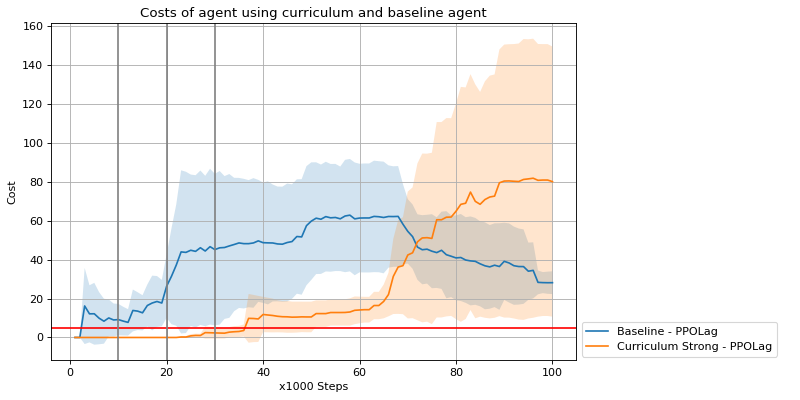 Costs of agent using curriculum and baseline agent
160
140
120
100
80
60
40
20
0
Cost
0 20 40 60 80 100
x1000 Steps
Baseline - PPOLag
Curriculum Strong - PPOLag